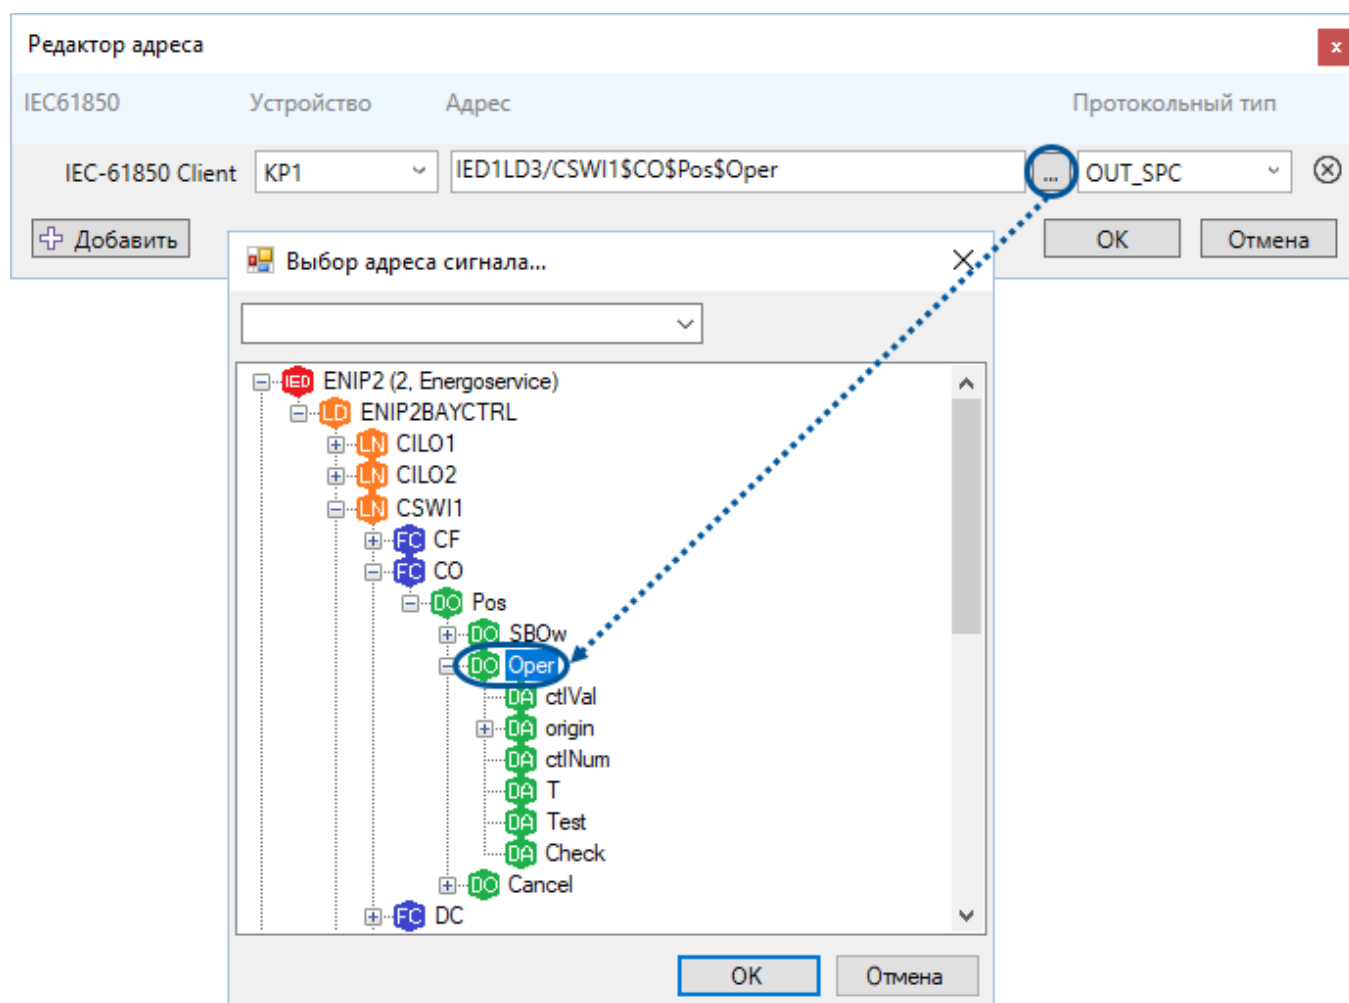 Редактор адреса
x
IEC61850 Устройство Адрес Протокольный тип
IEC-61850 Client KP1 IED1LD3/CSWI1$CO$Pos$Oper ... OUT_SPC
Добавить OK Отмена
Выбор адреса сигнала...
IED ENIP2 (2, Energoservice)
LD ENIP2BAYCTRL
LN CILO1
LN CILO2
LN CSWI1
FC CF
FC CO
DO Pos
DO SBOw
DO Oper
DA ctlVal
DA origin
DA ctlNum
DA T
DA Test
DA Check
DO Cancel
FC DC
OK Отмена